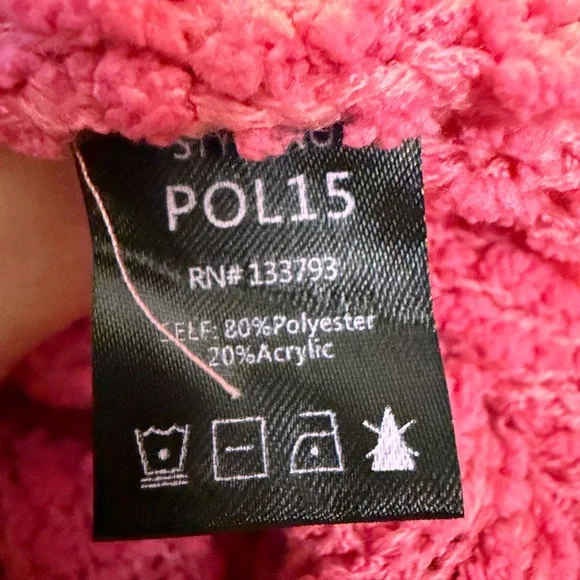 POL15
RN# 133793
SELF: 80%Polyester
20%Acrylic